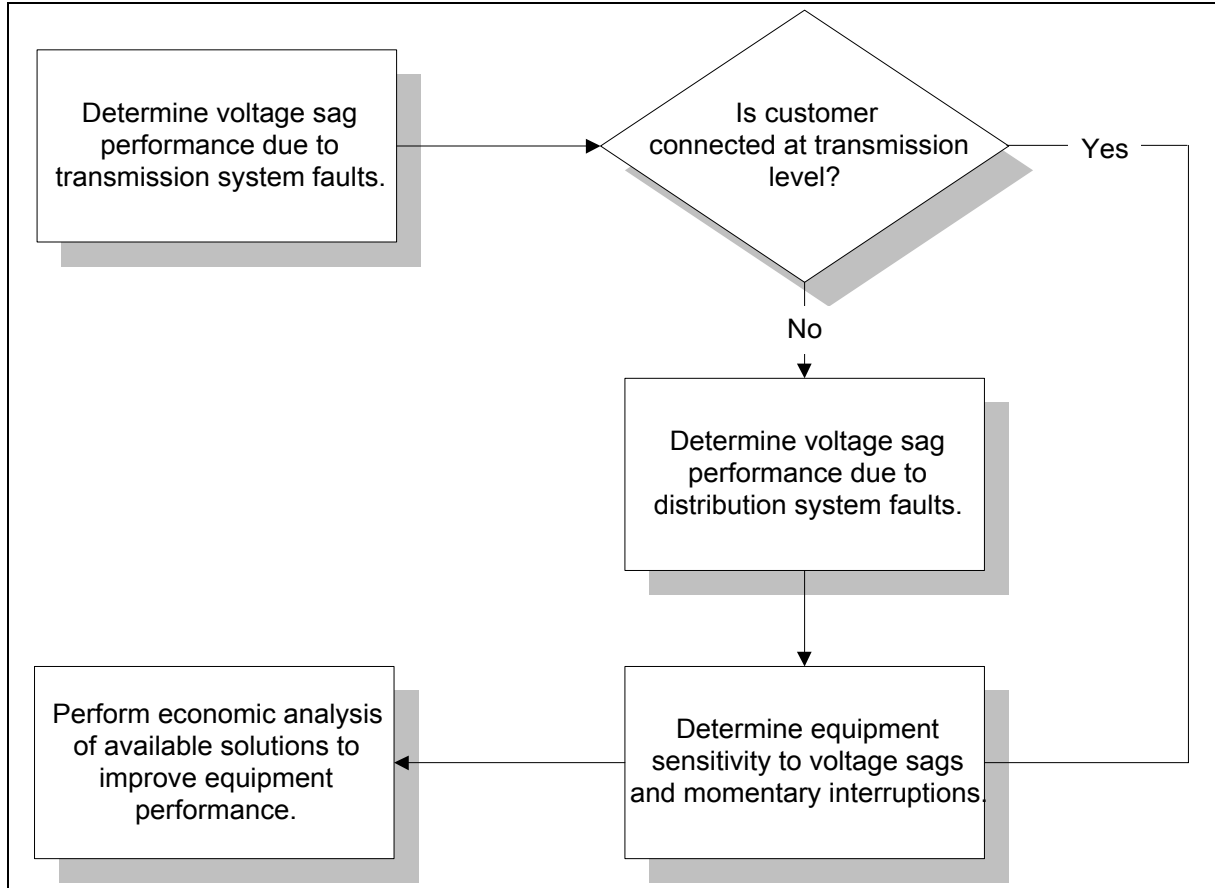 Determine voltage sag
performance due to
transmission system faults.
Is customer
connected at transmission
level?
Yes
No
Determine voltage sag
performance due to
distribution system faults.
Determine equipment
sensitivity to voltage sags
and momentary interruptions.
Perform economic analysis
of available solutions to
improve equipment
performance.